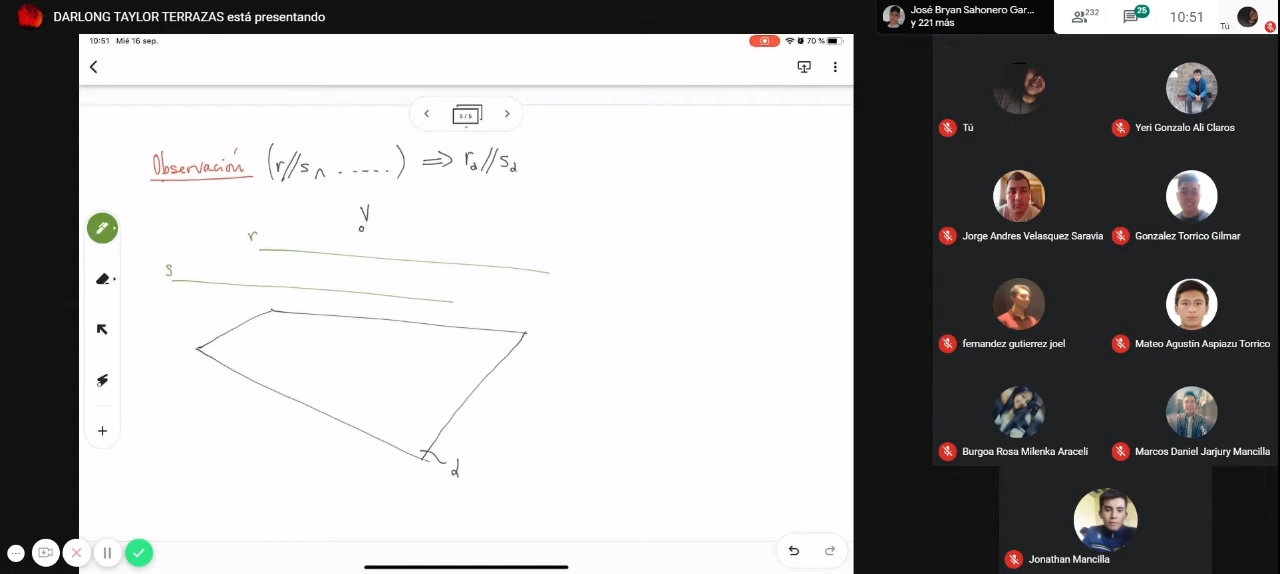 DARLONG TAYLOR TERRAZAS está presentando
José Bryan Sahonero Gar...
y 221 más
232
25
10:51
Tú
10:51 Mié 16 sep.
70 %
5 / 5
Observación (r//s ∧ .....) ⇒ r₂//s₂
V
r
s
d
Tú
Yeri Gonzalo Ali Claros
Jorge Andres Velasquez Saravia
Gonzalez Torrico Gilmar
fernandez gutierrez joel
Mateo Agustín Aspiazu Torrico
Burgoa Rosa Milenka Araceli
Marcos Daniel Jarjury Mancilla
Jonathan Mancilla